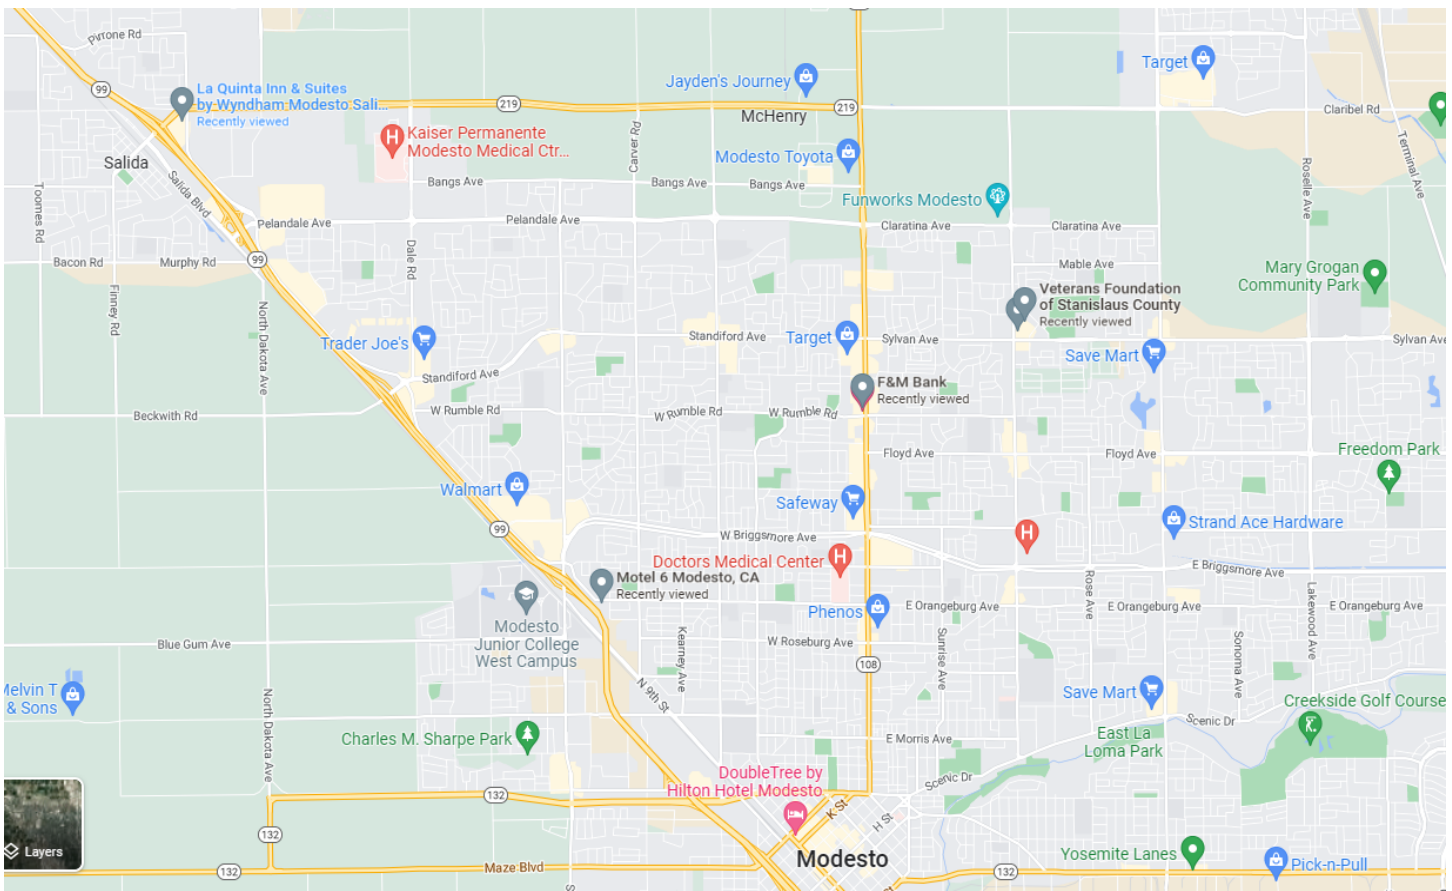 Pirrone Rd
99
La Quinta Inn & Suites
by Wyndham Modesto Sali...
Recently viewed
219
Jayden's Journey
219
McHenry
Target
Claribel Rd
Terminal Ave
Salida
Salida Blvd
Toomes Rd
Kaiser Permanente
Modesto Medical Ctr...
Carver Rd
Bangs Ave
Bangs Ave
Bangs Ave
Modesto Toyota
Funworks Modesto
Roselle Ave
Pelandale Ave
Pelandale Ave
Claratina Ave
Claratina Ave
Bacon Rd
Murphy Rd
99
Dale Rd
Mable Ave
Mary Grogan
Community Park
Finney Rd
North Dakota Ave
Veterans Foundation
of Stanislaus County
Recently viewed
Trader Joe's
Standiford Ave
Target
Sylvan Ave
Save Mart
Sylvan Ave
Standiford Ave
F&M Bank
Recently viewed
Beckwith Rd
W Rumble Rd
W Rumble Rd
W Rumble Rd
Floyd Ave
Floyd Ave
Freedom Park
Walmart
Safeway
99
Strand Ace Hardware
W Briggsmore Ave
Doctors Medical Center
H
E Briggsmore Ave
Motel 6 Modesto, CA
Recently viewed
Rose Ave
Lakewood Ave
Modesto
Junior College
West Campus
Phenos
E Orangeburg Ave
E Orangeburg Ave
E Orangeburg Ave
Blue Gum Ave
Kearney Ave
W Roseburg Ave
Sunrise Ave
Sonoma Ave
108
Melvin T
& Sons
North Dakota Ave
N 9th St
Save Mart
Creekside Golf Course
Scenic Dr
Charles M. Sharpe Park
E Morris Ave
East La
Loma Park
DoubleTree by
Hilton Hotel Modesto
Scenic Dr
132
K St
H St
132
Layers
Modesto
Yosemite Lanes
Pick-n-Pull
132
Maze Blvd
132